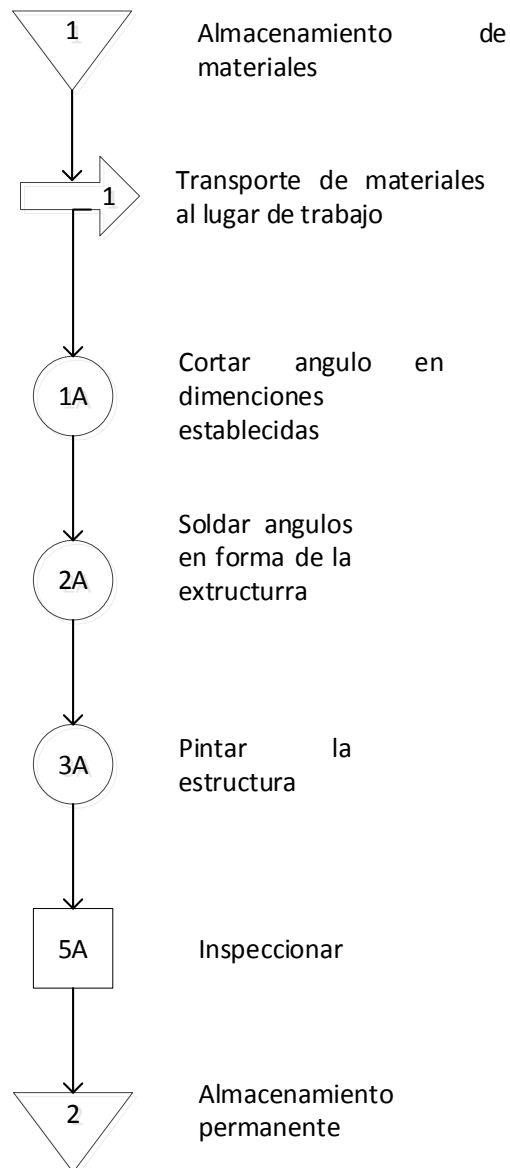 1
Almacenamiento de
materiales
Transporte de materiales
al lugar de trabajo
1
Cortar angulo en
dimenciones
establecidas
1A
Soldar angulos
en forma de la
extructurra
2A
Pintar la
estructura
3A
5A
Inspeccionar
Almacenamiento
permanente
2